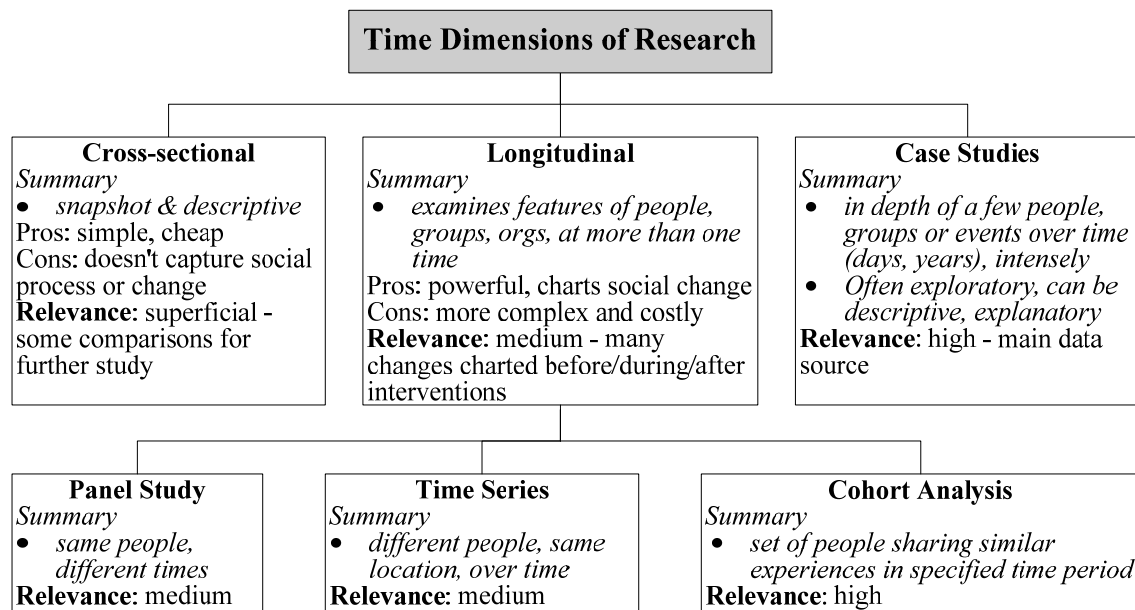 Time Dimensions of Research
Cross-sectional
Summary
• snapshot & descriptive
Pros: simple, cheap
Cons: doesn't capture social
process or change
Relevance: superficial -
some comparisons for
further study
Longitudinal
Summary
• examines features of people,
groups, orgs, at more than one
time
Pros: powerful, charts social change
Cons: more complex and costly
Relevance: medium - many
changes charted before/during/after
interventions
Case Studies
Summary
• in depth of a few people,
groups or events over time
(days, years), intensely
• Often exploratory, can be
descriptive, explanatory
Relevance: high - main data
source
Panel Study
Summary
• same people,
different times
Relevance: medium
Time Series
Summary
• different people, same
location, over time
Relevance: medium
Cohort Analysis
Summary
• set of people sharing similar
experiences in specified time period
Relevance: high